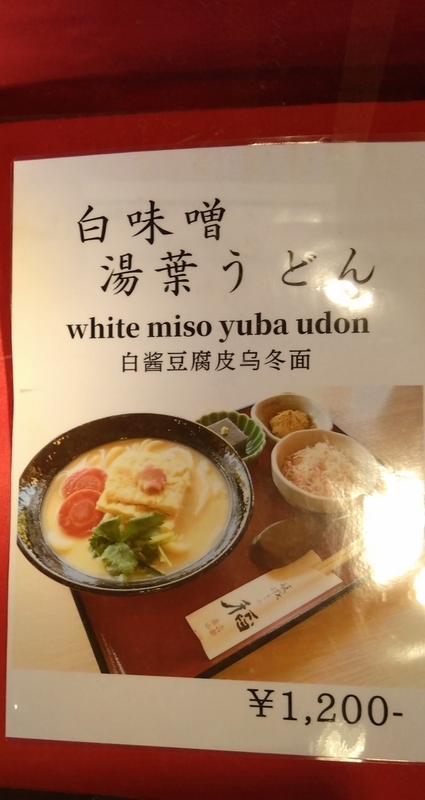 白味噌
湯葉うどん
white miso yuba udon
白酱豆腐皮乌冬面
¥1,200-